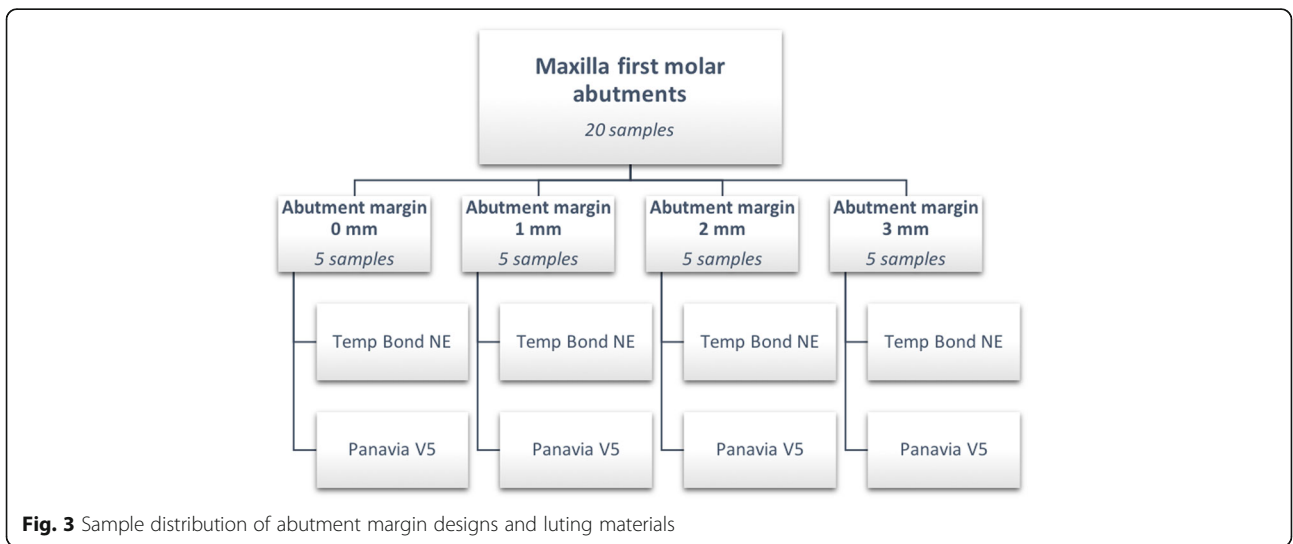 Maxilla first molar
abutments
20 samples
Abutment margin
0 mm
5 samples
Abutment margin
1 mm
5 samples
Abutment margin
2 mm
5 samples
Abutment margin
3 mm
5 samples
Temp Bond NE
Temp Bond NE
Temp Bond NE
Temp Bond NE
Panavia V5
Panavia V5
Panavia V5
Panavia V5
Fig. 3 Sample distribution of abutment margin designs and luting materials